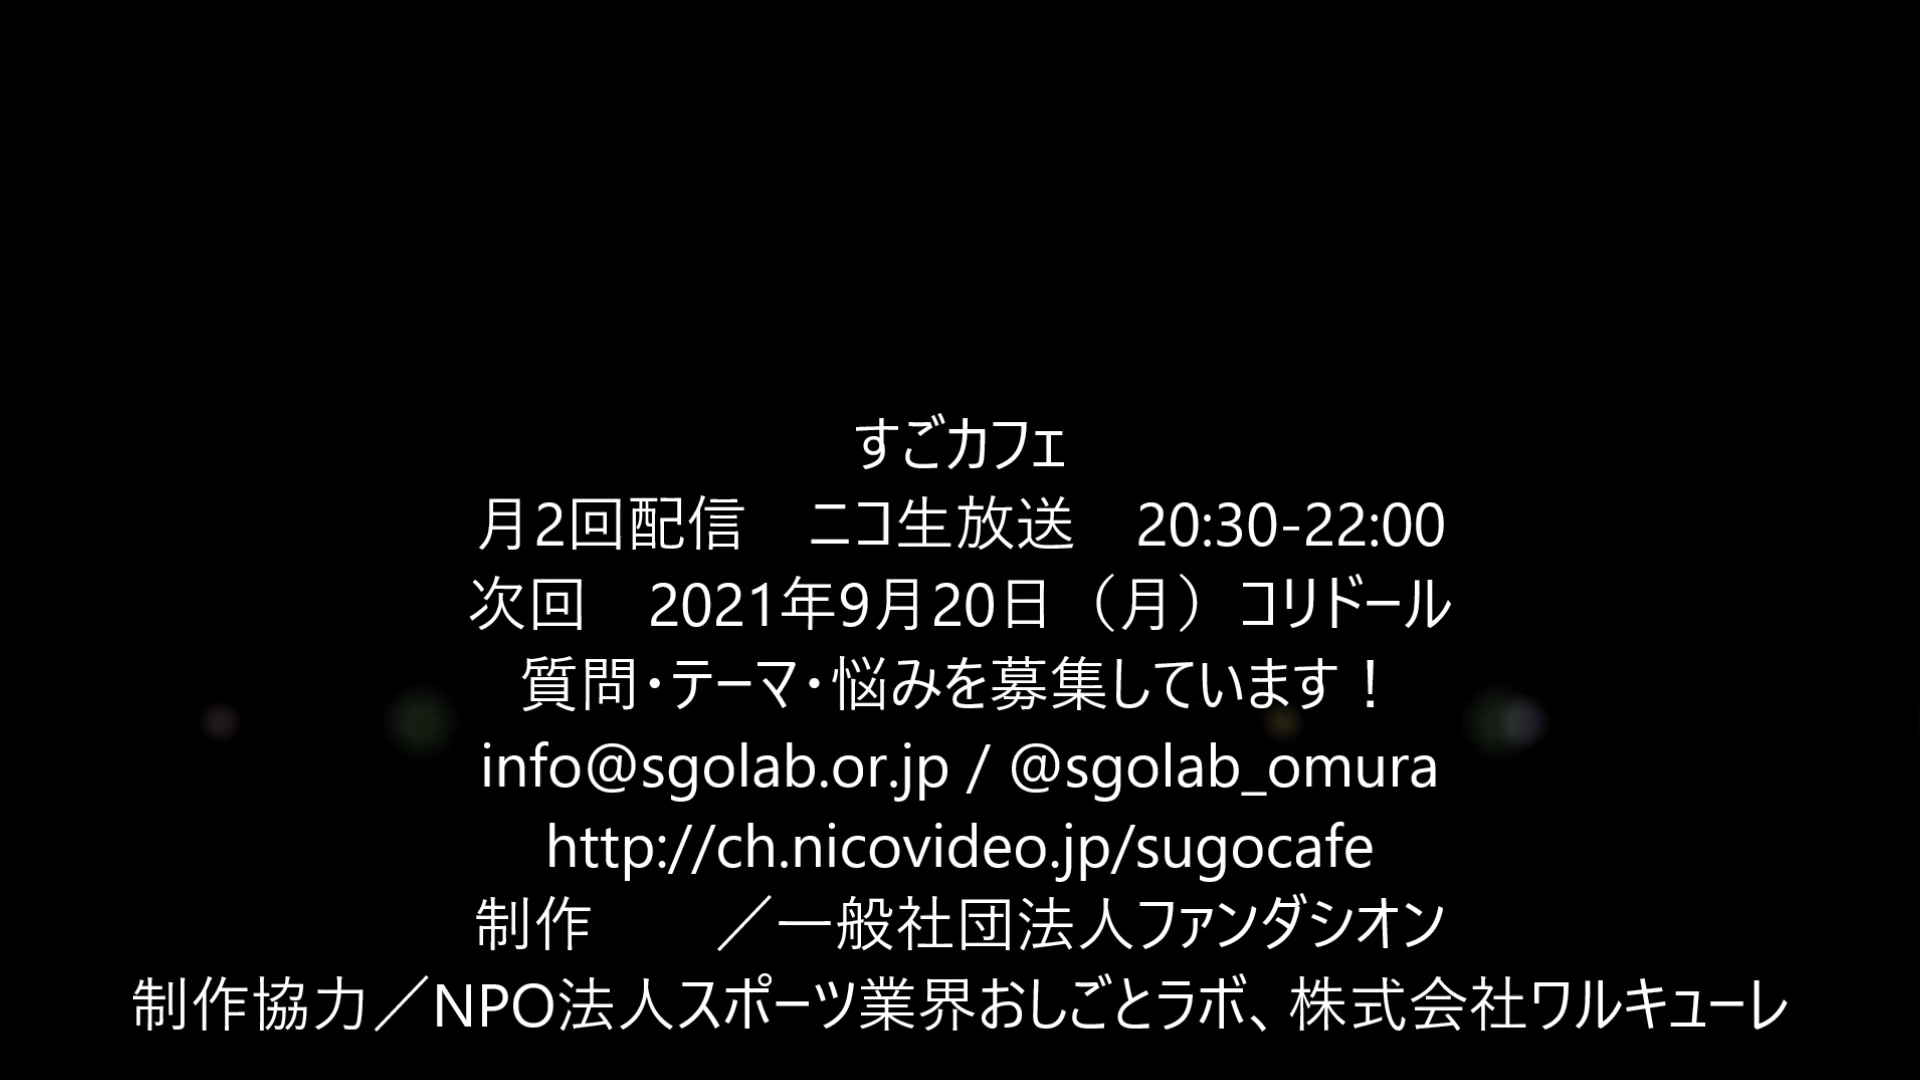 すごカフェ
月2回配信　ニコ生放送　20:30-22:00
次回　2021年9月20日（月）コリドール
質問・テーマ・悩みを募集しています！
info@sgolab.or.jp / @sgolab_omura
http://ch.nicovideo.jp/sugocafe
制作　　／一般社団法人ファンダシオン
制作協力／NPO法人スポーツ業界おしごとラボ、株式会社ワルキューレ